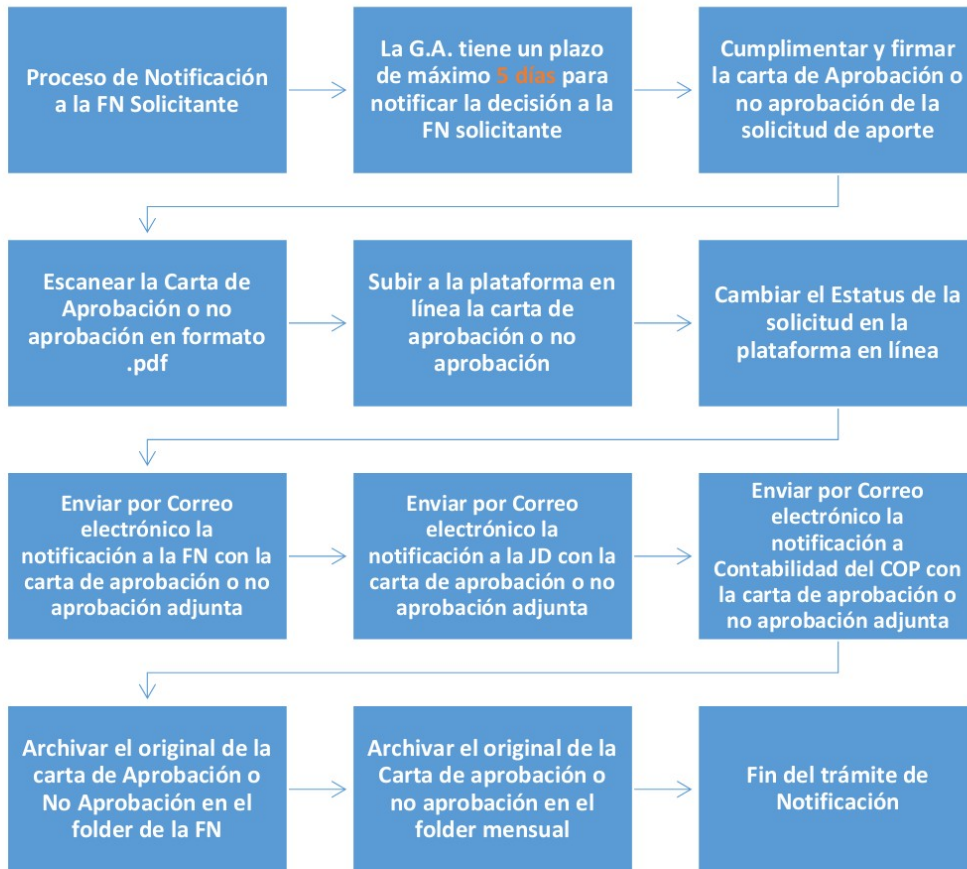 Proceso de Notificación
a la FN Solicitante
La G.A. tiene un plazo
de máximo 5 días para
notificar la decisión a la
FN solicitante
Cumplimentar y firmar
la carta de Aprobación o
no aprobación de la
solicitud de aporte
Escanear la Carta de
Aprobación o no
aprobación en formato
.pdf
Subir a la plataforma en
línea la carta de
aprobación o no
aprobación
Cambiar el Estatus de la
solicitud en la
plataforma en línea
Enviar por Correo
electrónico la
notificación a la FN con la
carta de aprobación o no
aprobación adjunta
Enviar por Correo
electrónico la
notificación a la JD con la
carta de aprobación o no
aprobación adjunta
Enviar por Correo
electrónico la
notificación a
Contabilidad del COP con
la carta de aprobación o
no aprobación adjunta
Archivar el original de la
carta de Aprobación o
No Aprobación en el
folder de la FN
Archivar el original de la
Carta de aprobación o
no aprobación en el
folder mensual
Fin del trámite de
Notificación